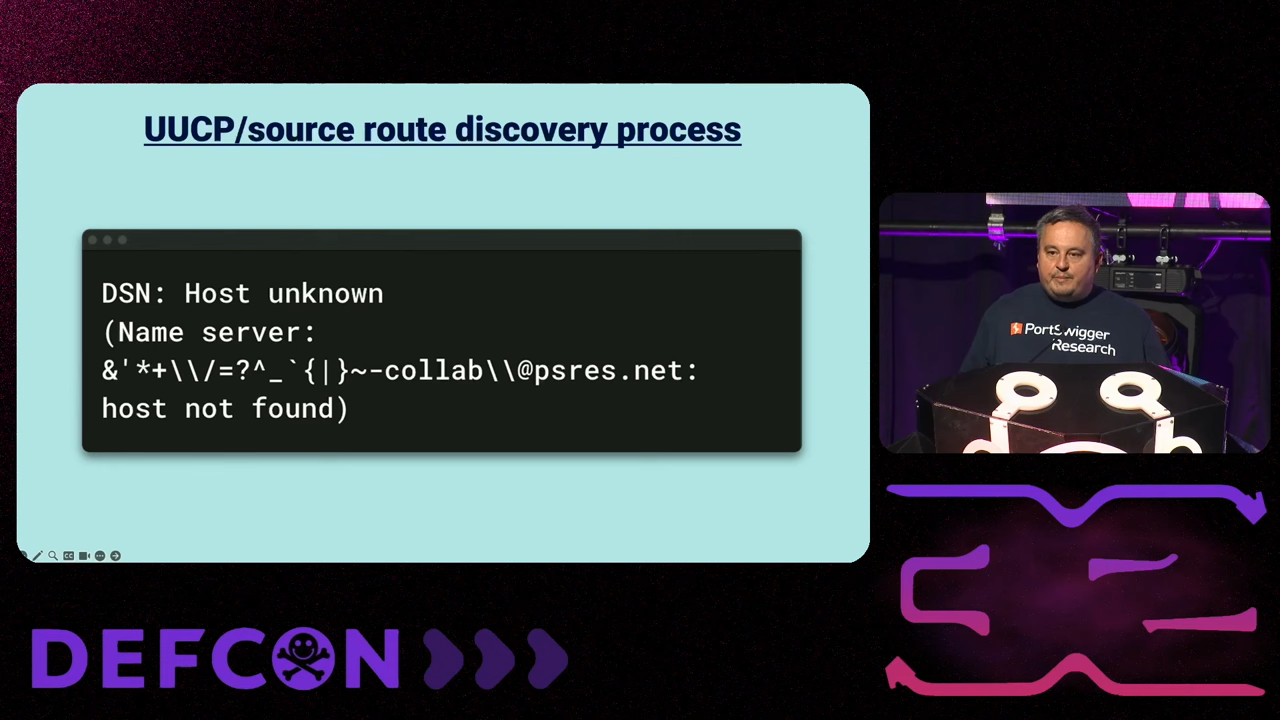 UUCP/source route discovery process
DSN: Host unknown
(Name server:
&'*+\\/=?^_`{|}~-collab\\@psres.net:
host not found)
PortSwigger
Research
DEFCON